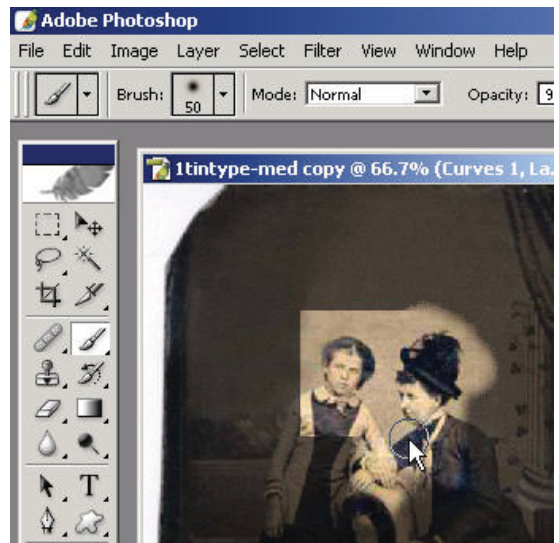 Adobe Photoshop
File Edit Image Layer Select Filter View Window Help
Brush: 50 Mode: Normal Opacity: 9
1tintype-med copy @ 66.7% (Curves 1, La.
T